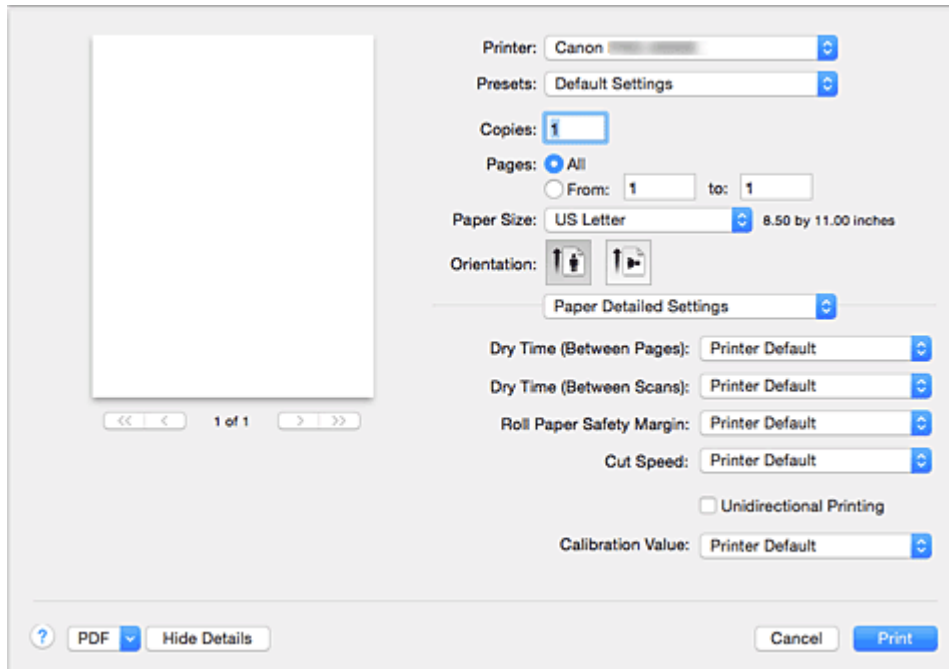 Printer: Canon
Presets: Default Settings
Copies: 1
Pages: All
From: 1 to: 1
Paper Size: US Letter 8.50 by 11.00 inches
Orientation:
Paper Detailed Settings
Dry Time (Between Pages): Printer Default
Dry Time (Between Scans): Printer Default
<< < 1 of 1 > >>
Roll Paper Safety Margin: Printer Default
Cut Speed: Printer Default
Unidirectional Printing
Calibration Value: Printer Default
? PDF Hide Details Cancel Print